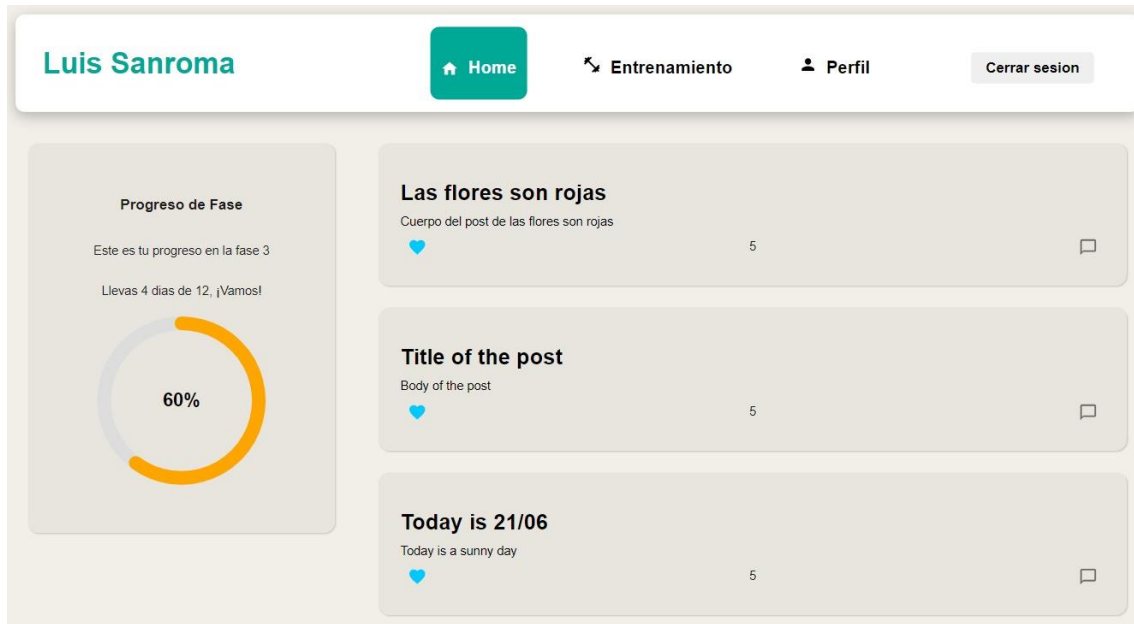 Luis Sanroma
Home
Entrenamiento
Perfil
Cerrar sesion
Progreso de Fase
Este es tu progreso en la fase 3
Llevas 4 dias de 12, ¡Vamos!
60%
Las flores son rojas
Cuerpo del post de las flores son rojas
5
Title of the post
Body of the post
5
Today is 21/06
Today is a sunny day
5